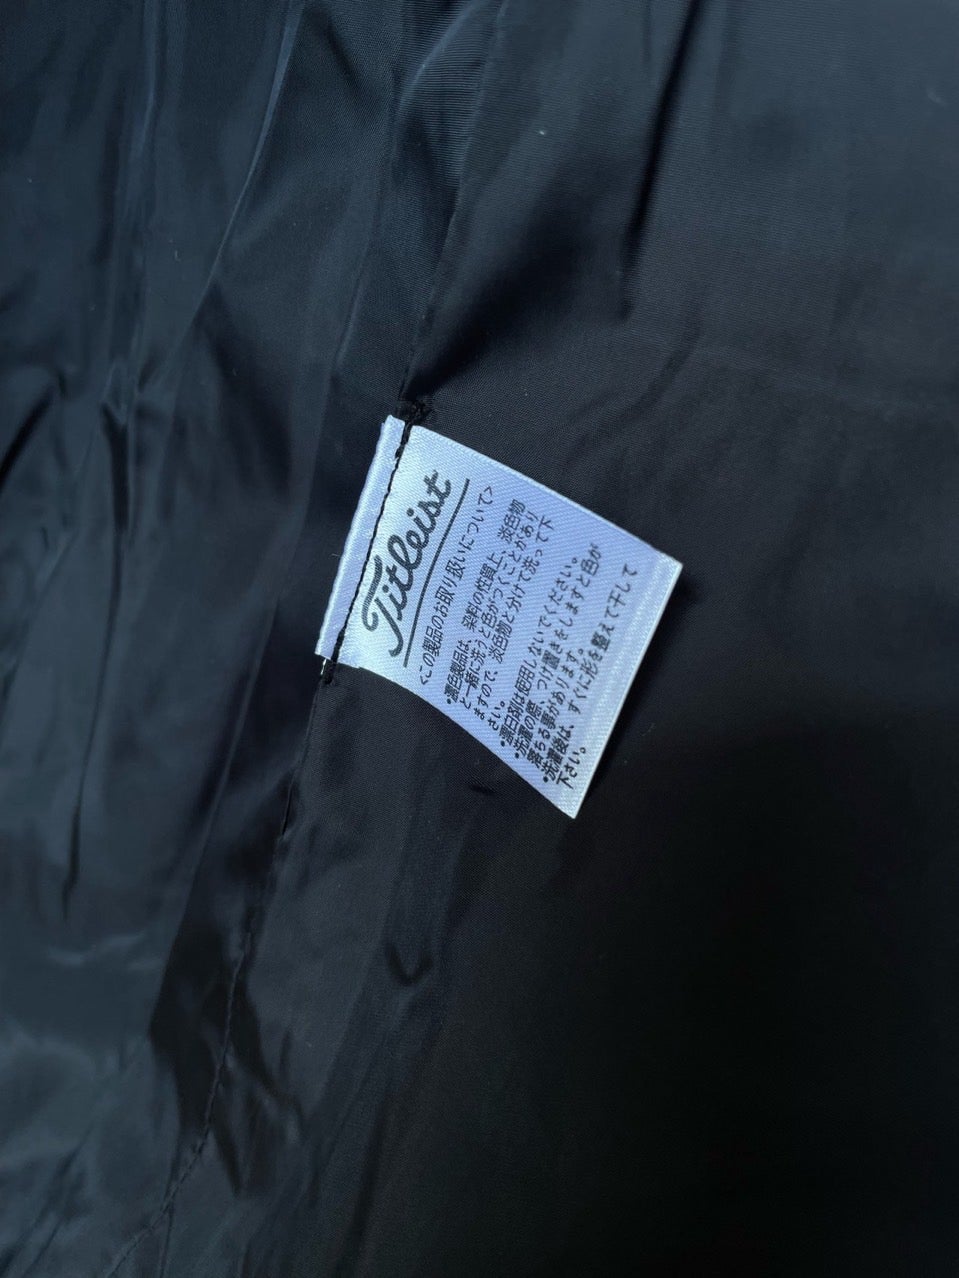 Titleist
<この製品のお取り扱いについて>
•濃色製品は、染料の性質上、淡色物
と一緒に洗うと色がつくことがあり
ますので、淡色物と分けて洗って下
さい。
•漂白剤は使用しないでください。
•洗濯の際、つけ置きをしますと色が
落ちる事があります。
•洗濯後は、すぐに形を整えて干して
下さい。